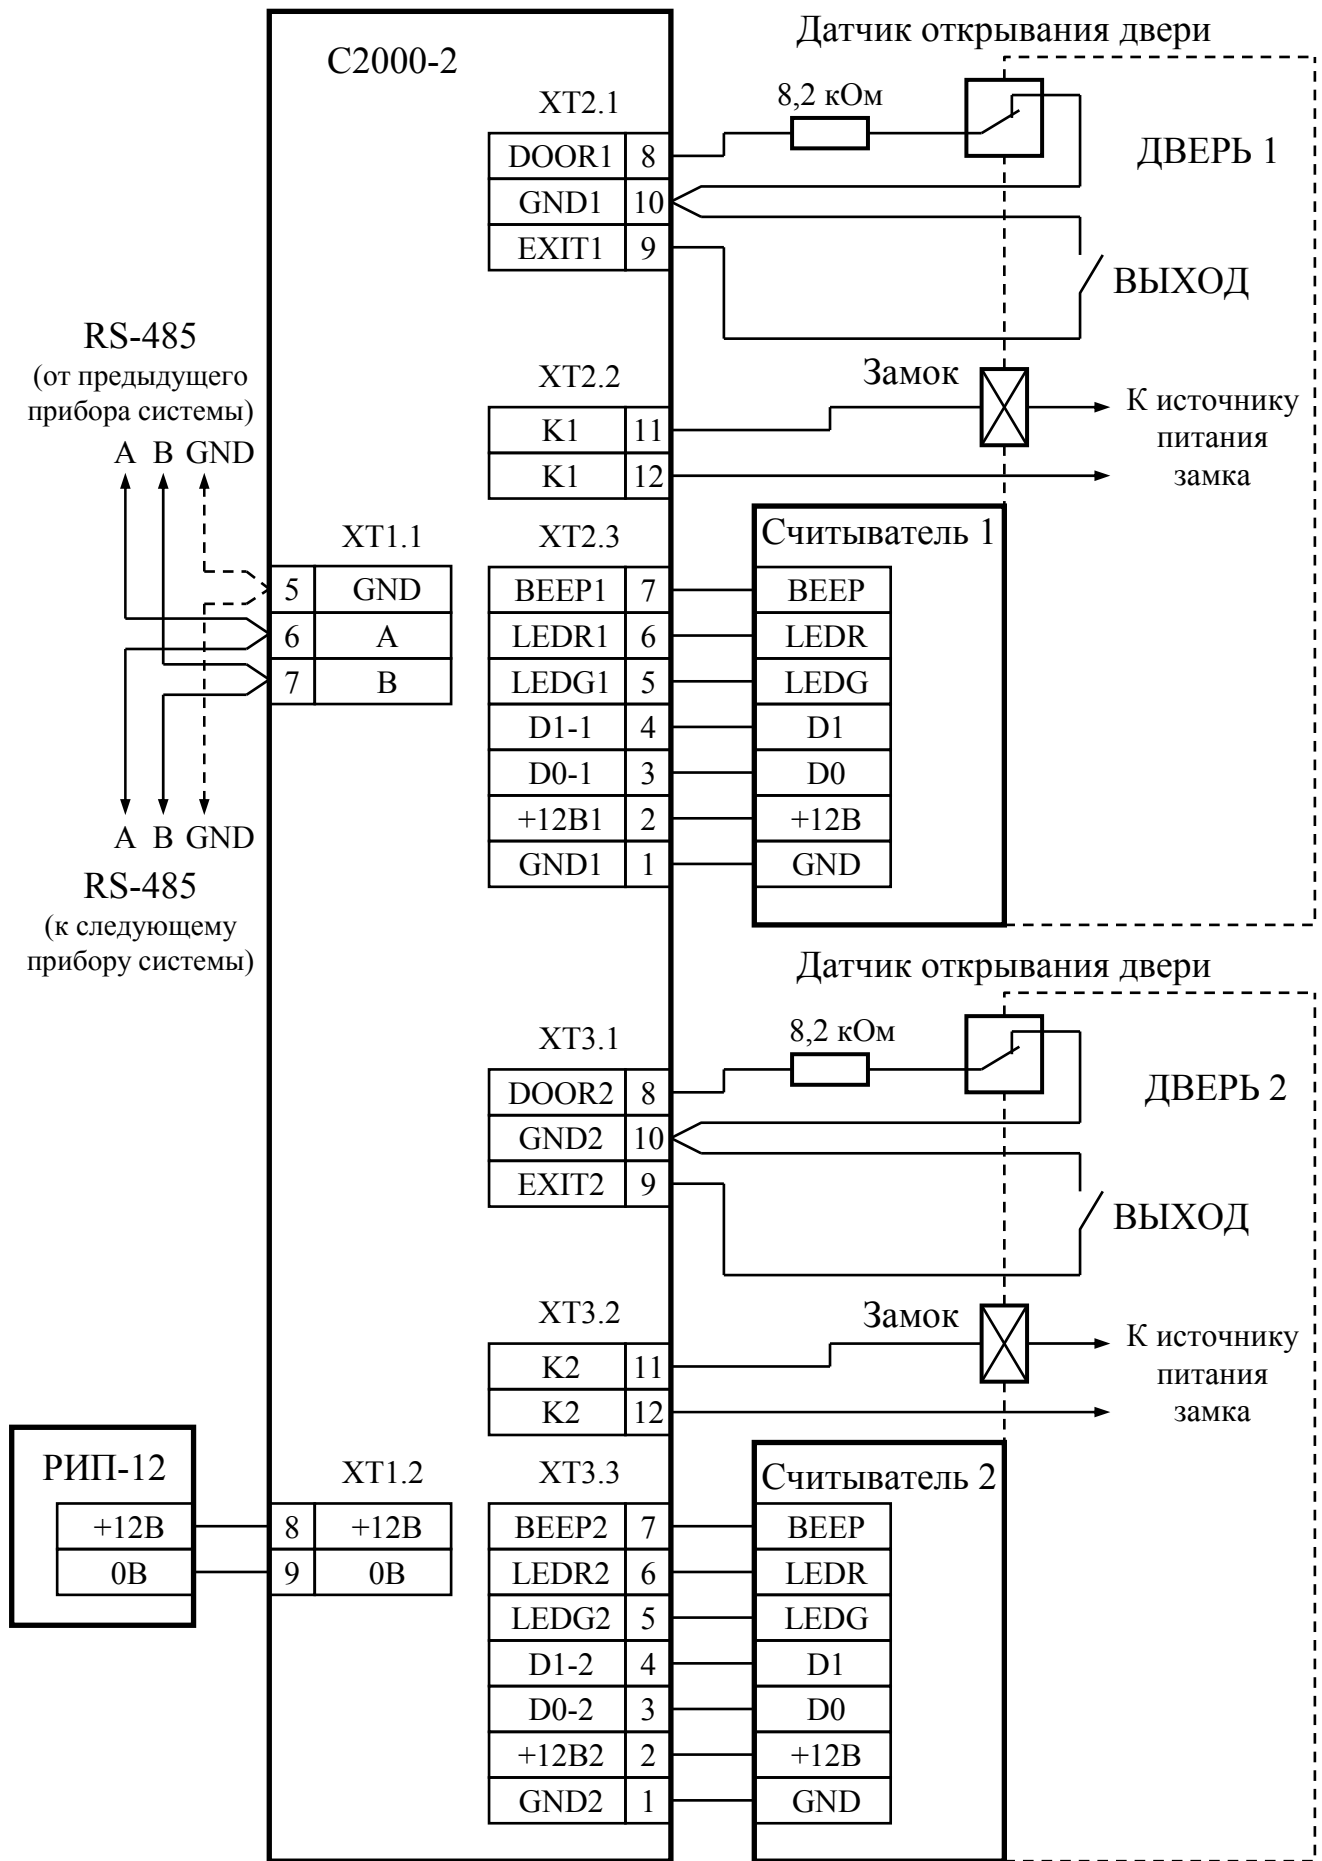 C2000-2
Датчик открывания двери
XT2.1
8,2 кОм
ДВЕРЬ 1
DOOR1 8
GND1 10
EXIT1 9
ВЫХОД
RS-485
(от предыдущего
прибора системы)
A B GND
XT2.2
Замок
К источнику
питания
замка
K1 11
K1 12
XT1.1
5 GND
6 A
7 B
XT2.3
BEEP1 7
LEDR1 6
LEDG1 5
D1-1 4
D0-1 3
+12B1 2
GND1 1
Считыватель 1
BEEP
LEDR
LEDG
D1
D0
+12B
GND
A B GND
RS-485
(к следующему
прибору системы)
Датчик открывания двери
XT3.1
8,2 кОм
ДВЕРЬ 2
DOOR2 8
GND2 10
EXIT2 9
ВЫХОД
XT3.2
Замок
К источнику
питания
замка
K2 11
K2 12
РИП-12
+12В
0В
XT1.2
8 +12В
9 0В
XT3.3
BEEP2 7
LEDR2 6
LEDG2 5
D1-2 4
D0-2 3
+12B2 2
GND2 1
Считыватель 2
BEEP
LEDR
LEDG
D1
D0
+12B
GND